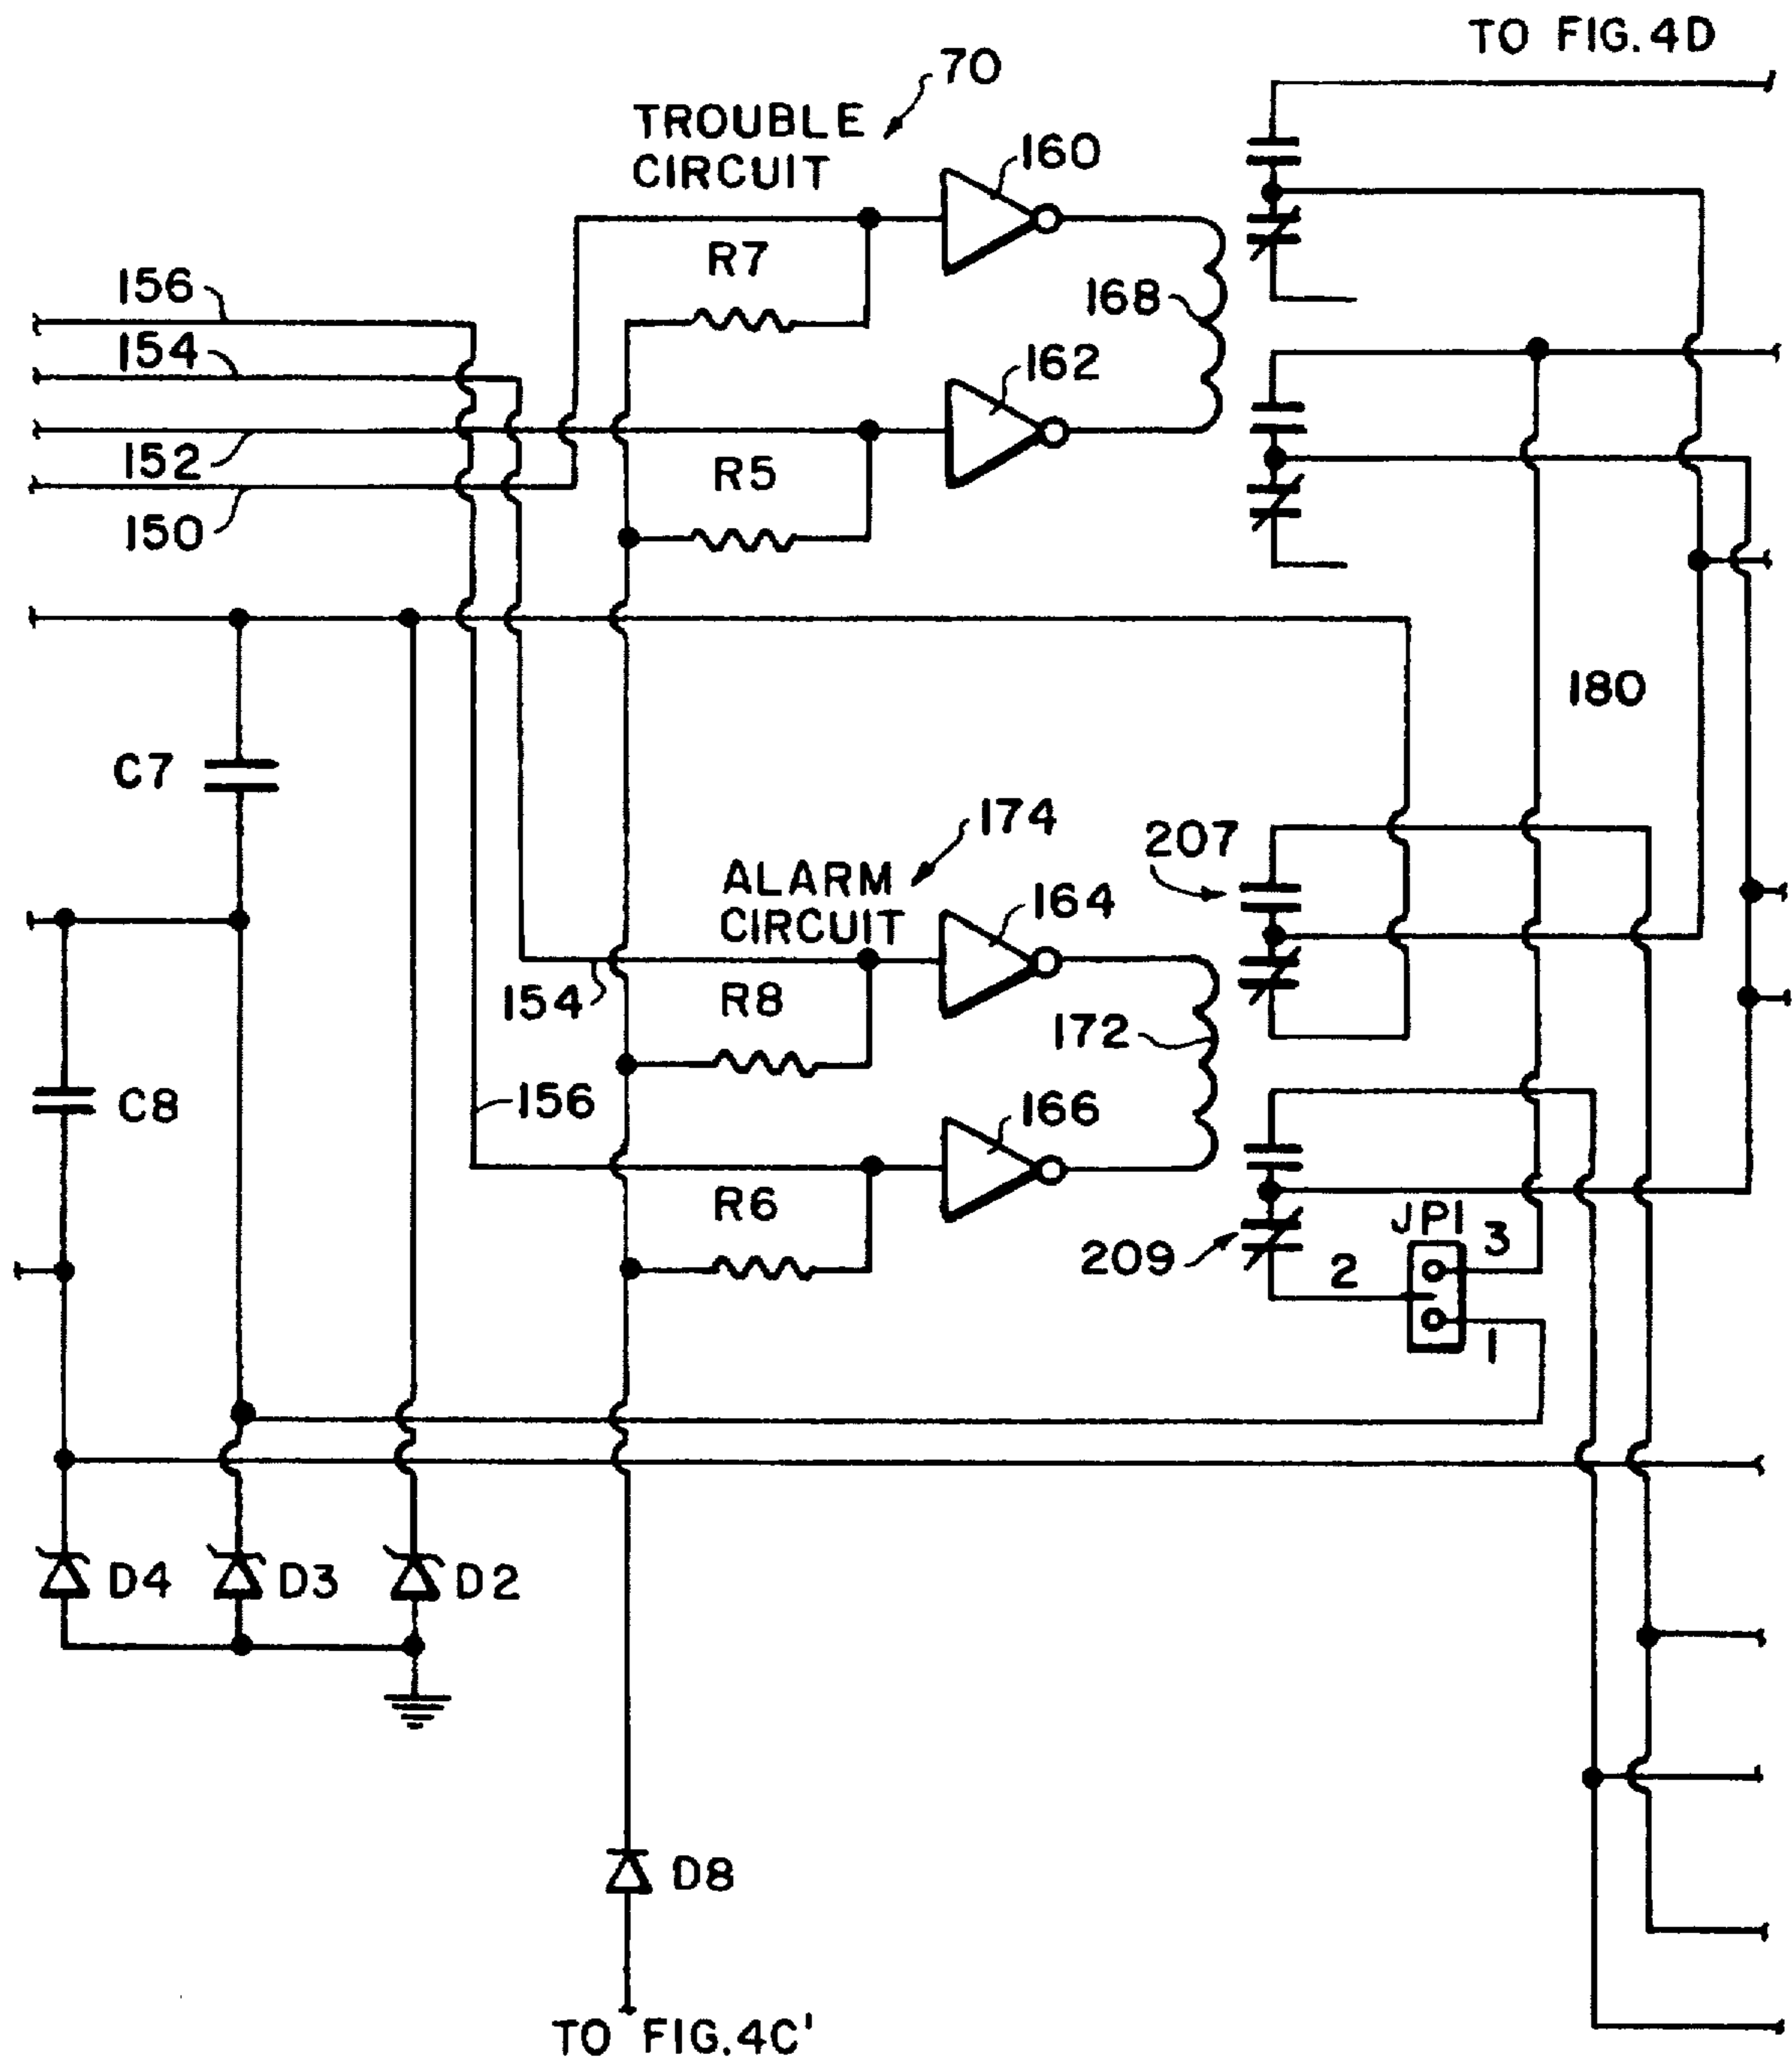 TO FIG.4D
70
TROUBLE
CIRCUIT
160
R7
156
168
154
162
152
R5
150
180
C7
174
207
ALARM
CIRCUIT
164
154
R8
172
C8
156
166
R6
JP1
3
209
2
1
D4
D3
D2
D8
TO FIG.4C'